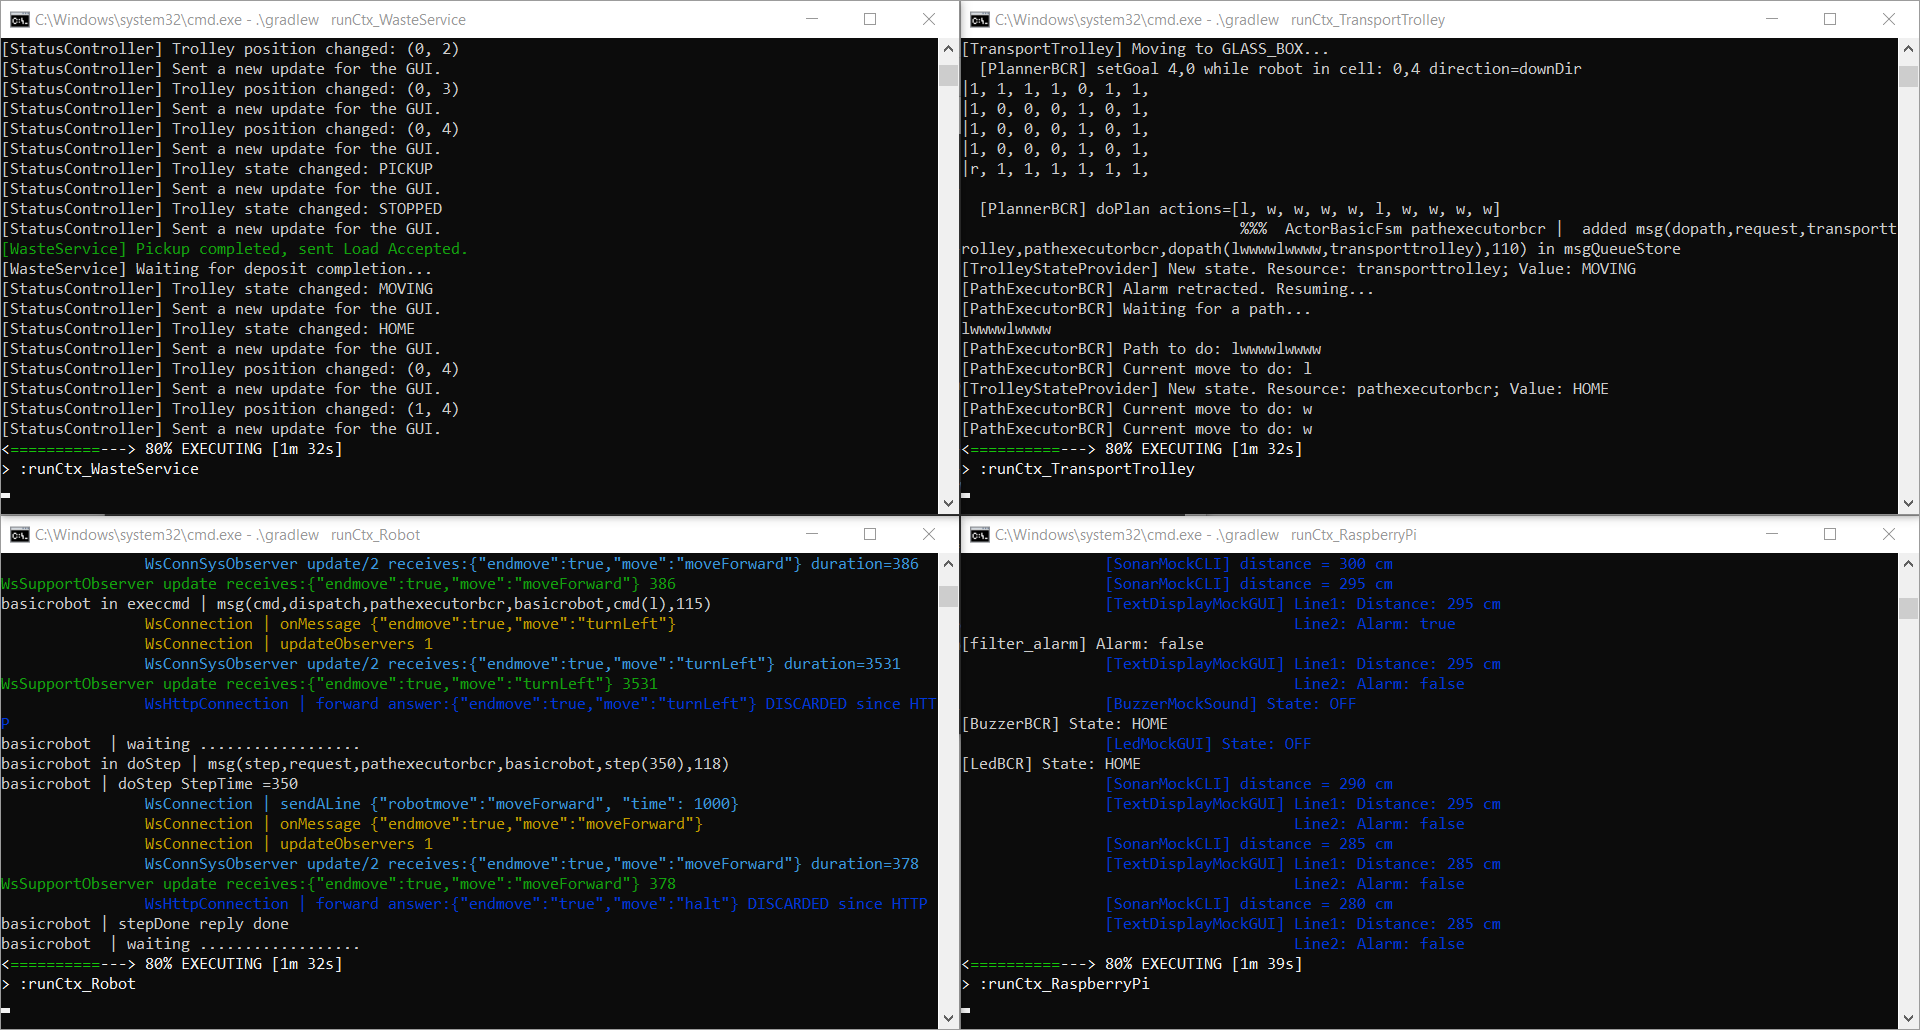 C:\Windows\system32\cmd.exe - .\gradlew  runCtx_WasteService
[StatusController] Trolley position changed: (0, 2)
[StatusController] Sent a new update for the GUI.
[StatusController] Trolley position changed: (0, 3)
[StatusController] Sent a new update for the GUI.
[StatusController] Trolley position changed: (0, 4)
[StatusController] Sent a new update for the GUI.
[StatusController] Trolley state changed: PICKUP
[StatusController] Sent a new update for the GUI.
[StatusController] Trolley state changed: STOPPED
[StatusController] Sent a new update for the GUI.
[WasteService] Pickup completed, sent Load Accepted.
[WasteService] Waiting for deposit completion...
[StatusController] Trolley state changed: MOVING
[StatusController] Sent a new update for the GUI.
[StatusController] Trolley state changed: HOME
[StatusController] Sent a new update for the GUI.
[StatusController] Trolley position changed: (0, 4)
[StatusController] Sent a new update for the GUI.
[StatusController] Trolley position changed: (1, 4)
[StatusController] Sent a new update for the GUI.
<==========---> 80% EXECUTING [1m 32s]
> :runCtx_WasteService
C:\Windows\system32\cmd.exe - .\gradlew  runCtx_TransportTrolley
[TransportTrolley] Moving to GLASS_BOX...
[PlannerBCR] setGoal 4,0 while robot in cell: 0,4 direction=downDir
|1, 1, 1, 1, 0, 1, 1,
|1, 0, 0, 0, 1, 0, 1,
|1, 0, 0, 0, 1, 0, 1,
|1, 0, 0, 0, 1, 0, 1,
|r, 1, 1, 1, 1, 1, 1,
[PlannerBCR] doPlan actions=[l, w, w, w, w, l, w, w, w, w]
%%%  ActorBasicFsm pathexecutorbcr |  added msg(dopath,request,transportt
rolley,pathexecutorbcr,dopath(lwwwwlwwww,transporttrolley),110) in msgQueueStore
[TrolleyStateProvider] New state. Resource: transporttrolley; Value: MOVING
[PathExecutorBCR] Alarm retracted. Resuming...
[PathExecutorBCR] Waiting for a path...
lwwwwlwwww
[PathExecutorBCR] Path to do: lwwwwlwwww
[PathExecutorBCR] Current move to do: l
[TrolleyStateProvider] New state. Resource: pathexecutorbcr; Value: HOME
[PathExecutorBCR] Current move to do: w
[PathExecutorBCR] Current move to do: w
<==========---> 80% EXECUTING [1m 32s]
> :runCtx_TransportTrolley
C:\Windows\system32\cmd.exe - .\gradlew  runCtx_Robot
WsConnSysObserver update/2 receives:{"endmove":true,"move":"moveForward"} duration=386
WsSupportObserver update receives:{"endmove":true,"move":"moveForward"} 386
basicrobot in execcmd | msg(cmd,dispatch,pathexecutorbcr,basicrobot,cmd(l),115)
WsConnection | onMessage {"endmove":true,"move":"turnLeft"}
WsConnection | updateObservers 1
WsConnSysObserver update/2 receives:{"endmove":true,"move":"turnLeft"} duration=3531
WsSupportObserver update receives:{"endmove":true,"move":"turnLeft"} 3531
WsHttpConnection | forward answer:{"endmove":true,"move":"turnLeft"} DISCARDED since HTT
P
basicrobot  | waiting ..................
basicrobot in doStep | msg(step,request,pathexecutorbcr,basicrobot,step(350),118)
basicrobot | doStep StepTime =350
WsConnection | sendALine {"robotmove":"moveForward", "time": 1000}
WsConnection | onMessage {"endmove":true,"move":"moveForward"}
WsConnection | updateObservers 1
WsConnSysObserver update/2 receives:{"endmove":true,"move":"moveForward"} duration=378
WsSupportObserver update receives:{"endmove":true,"move":"moveForward"} 378
WsHttpConnection | forward answer:{"endmove":"true","move":"halt"} DISCARDED since HTTP
basicrobot | stepDone reply done
basicrobot  | waiting ..................
<==========---> 80% EXECUTING [1m 32s]
> :runCtx_Robot
C:\Windows\system32\cmd.exe - .\gradlew  runCtx_RaspberryPi
[SonarMockCLI] distance = 300 cm
[SonarMockCLI] distance = 295 cm
[TextDisplayMockGUI] Line1: Distance: 295 cm
Line2: Alarm: true
[filter_alarm] Alarm: false
[TextDisplayMockGUI] Line1: Distance: 295 cm
Line2: Alarm: false
[BuzzerMockSound] State: OFF
[BuzzerBCR] State: HOME
[LedMockGUI] State: OFF
[LedBCR] State: HOME
[SonarMockCLI] distance = 290 cm
[TextDisplayMockGUI] Line1: Distance: 295 cm
Line2: Alarm: false
[SonarMockCLI] distance = 285 cm
[TextDisplayMockGUI] Line1: Distance: 285 cm
Line2: Alarm: false
[SonarMockCLI] distance = 280 cm
[TextDisplayMockGUI] Line1: Distance: 285 cm
Line2: Alarm: false
<==========---> 80% EXECUTING [1m 39s]
> :runCtx_RaspberryPi